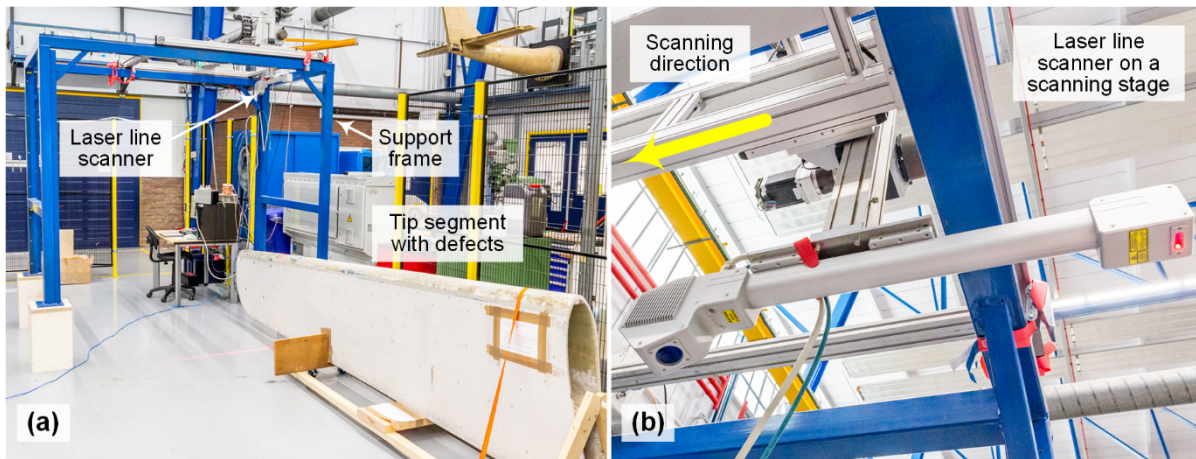 Laser line
scanner
Support
frame
Tip segment
with defects
(a)
Scanning
direction
Laser line
scanner on a
scanning stage
(b)